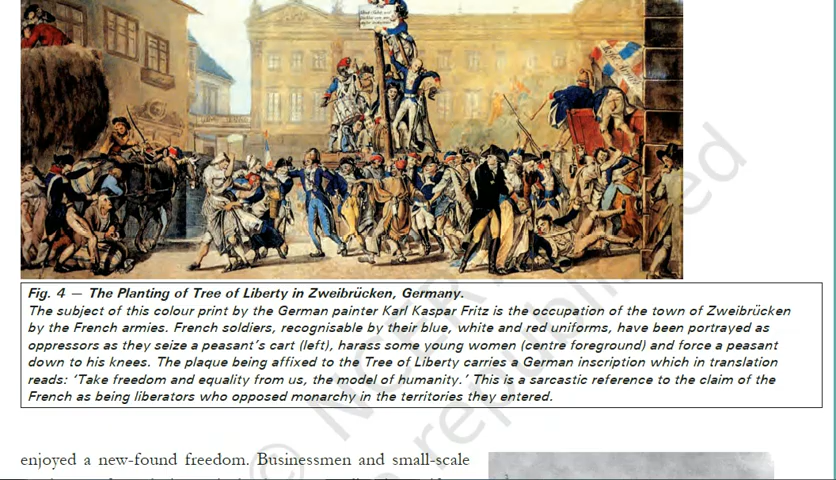 Fig. 4 — The Planting of Tree of Liberty in Zweibrücken, Germany.
The subject of this colour print by the German painter Karl Kaspar Fritz is the occupation of the town of Zweibrücken
by the French armies. French soldiers, recognisable by their blue, white and red uniforms, have been portrayed as
oppressors as they seize a peasant's cart (left), harass some young women (centre foreground) and force a peasant
down to his knees. The plaque being affixed to the Tree of Liberty carries a German inscription which in translation
reads: 'Take freedom and equality from us, the model of humanity.' This is a sarcastic reference to the claim of the
French as being liberators who opposed monarchy in the territories they entered.
enjoyed a new-found freedom. Businessmen and small-scale